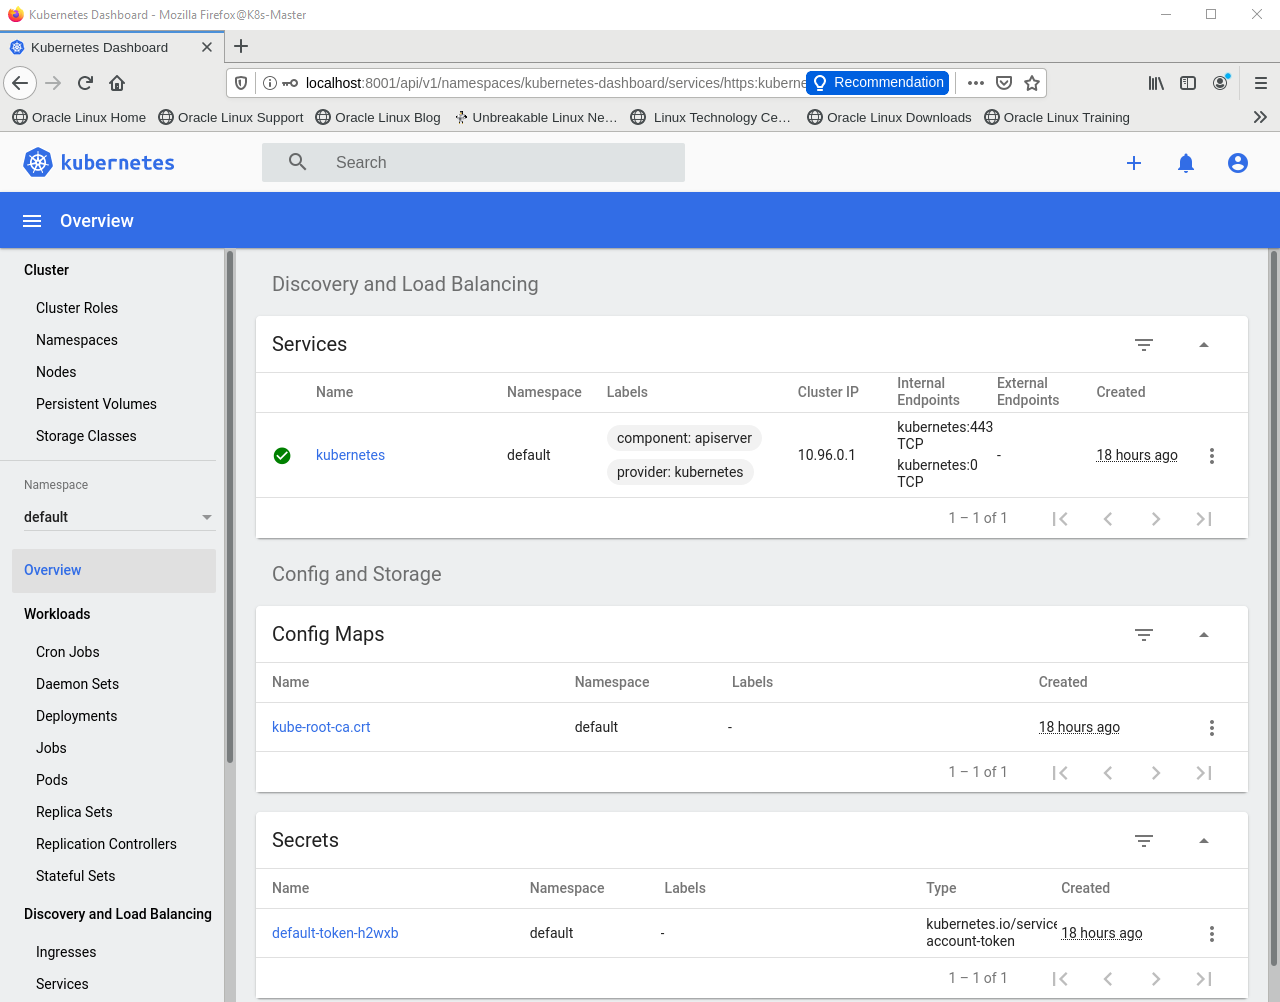 Kubernetes Dashboard - Mozilla Firefox@K8s-Master
Kubernetes Dashboard
localhost:8001/api/v1/namespaces/kubernetes-dashboard/services/https:kuberne
Recommendation
Oracle Linux Home
Oracle Linux Support
Oracle Linux Blog
Unbreakable Linux Ne…
Linux Technology Ce…
Oracle Linux Downloads
Oracle Linux Training
kubernetes
Search
Overview
Cluster
Cluster Roles
Namespaces
Nodes
Persistent Volumes
Storage Classes
Namespace
default
Overview
Workloads
Cron Jobs
Daemon Sets
Deployments
Jobs
Pods
Replica Sets
Replication Controllers
Stateful Sets
Discovery and Load Balancing
Ingresses
Services
Discovery and Load Balancing
Services
Name Namespace Labels Cluster IP Internal Endpoints External Endpoints Created
kubernetes default component: apiserver provider: kubernetes 10.96.0.1 kubernetes:443 TCP kubernetes:0 TCP - 18 hours ago
1 – 1 of 1
Config and Storage
Config Maps
Name Namespace Labels Created
kube-root-ca.crt default - 18 hours ago
1 – 1 of 1
Secrets
Name Namespace Labels Type Created
default-token-h2wxb default - kubernetes.io/service account-token 18 hours ago
1 – 1 of 1